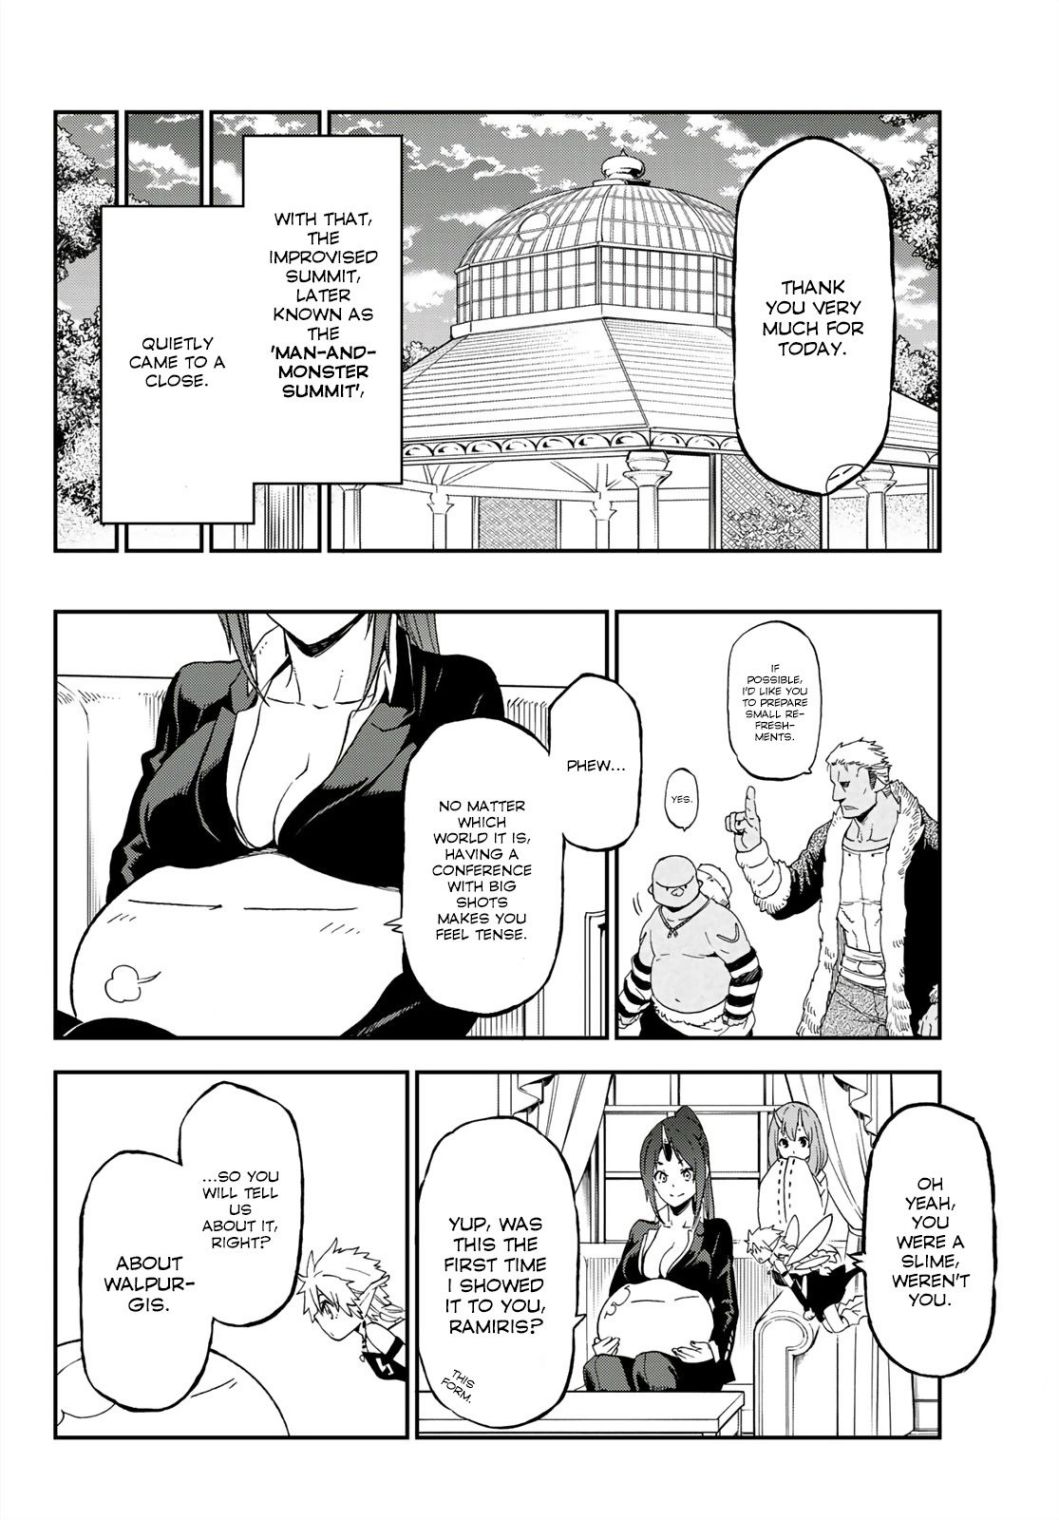 THANK
YOU VERY
MUCH FOR
TODAY.
WITH THAT,
THE
IMPROVISED
SUMMIT,
LATER
KNOWN AS
THE
'MAN-AND-
MONSTER
SUMMIT',
QUIETLY
CAME TO A
CLOSE.
IF
POSSIBLE,
I'D LIKE YOU
TO PREPARE
SMALL RE-
FRESH-
MENTS.
YES.
PHEW...
NO MATTER
WHICH
WORLD IT IS,
HAVING A
CONFERENCE
WITH BIG
SHOTS
MAKES YOU
FEEL TENSE.
OH
YEAH,
YOU
WERE A
SLIME,
WEREN'T
YOU.
YUP, WAS
THIS THE
FIRST TIME
I SHOWED
IT TO YOU,
RAMIRIS?
THIS
FORM.
...SO YOU
WILL TELL
US
ABOUT IT,
RIGHT?
ABOUT
WALPUR-
GIS.